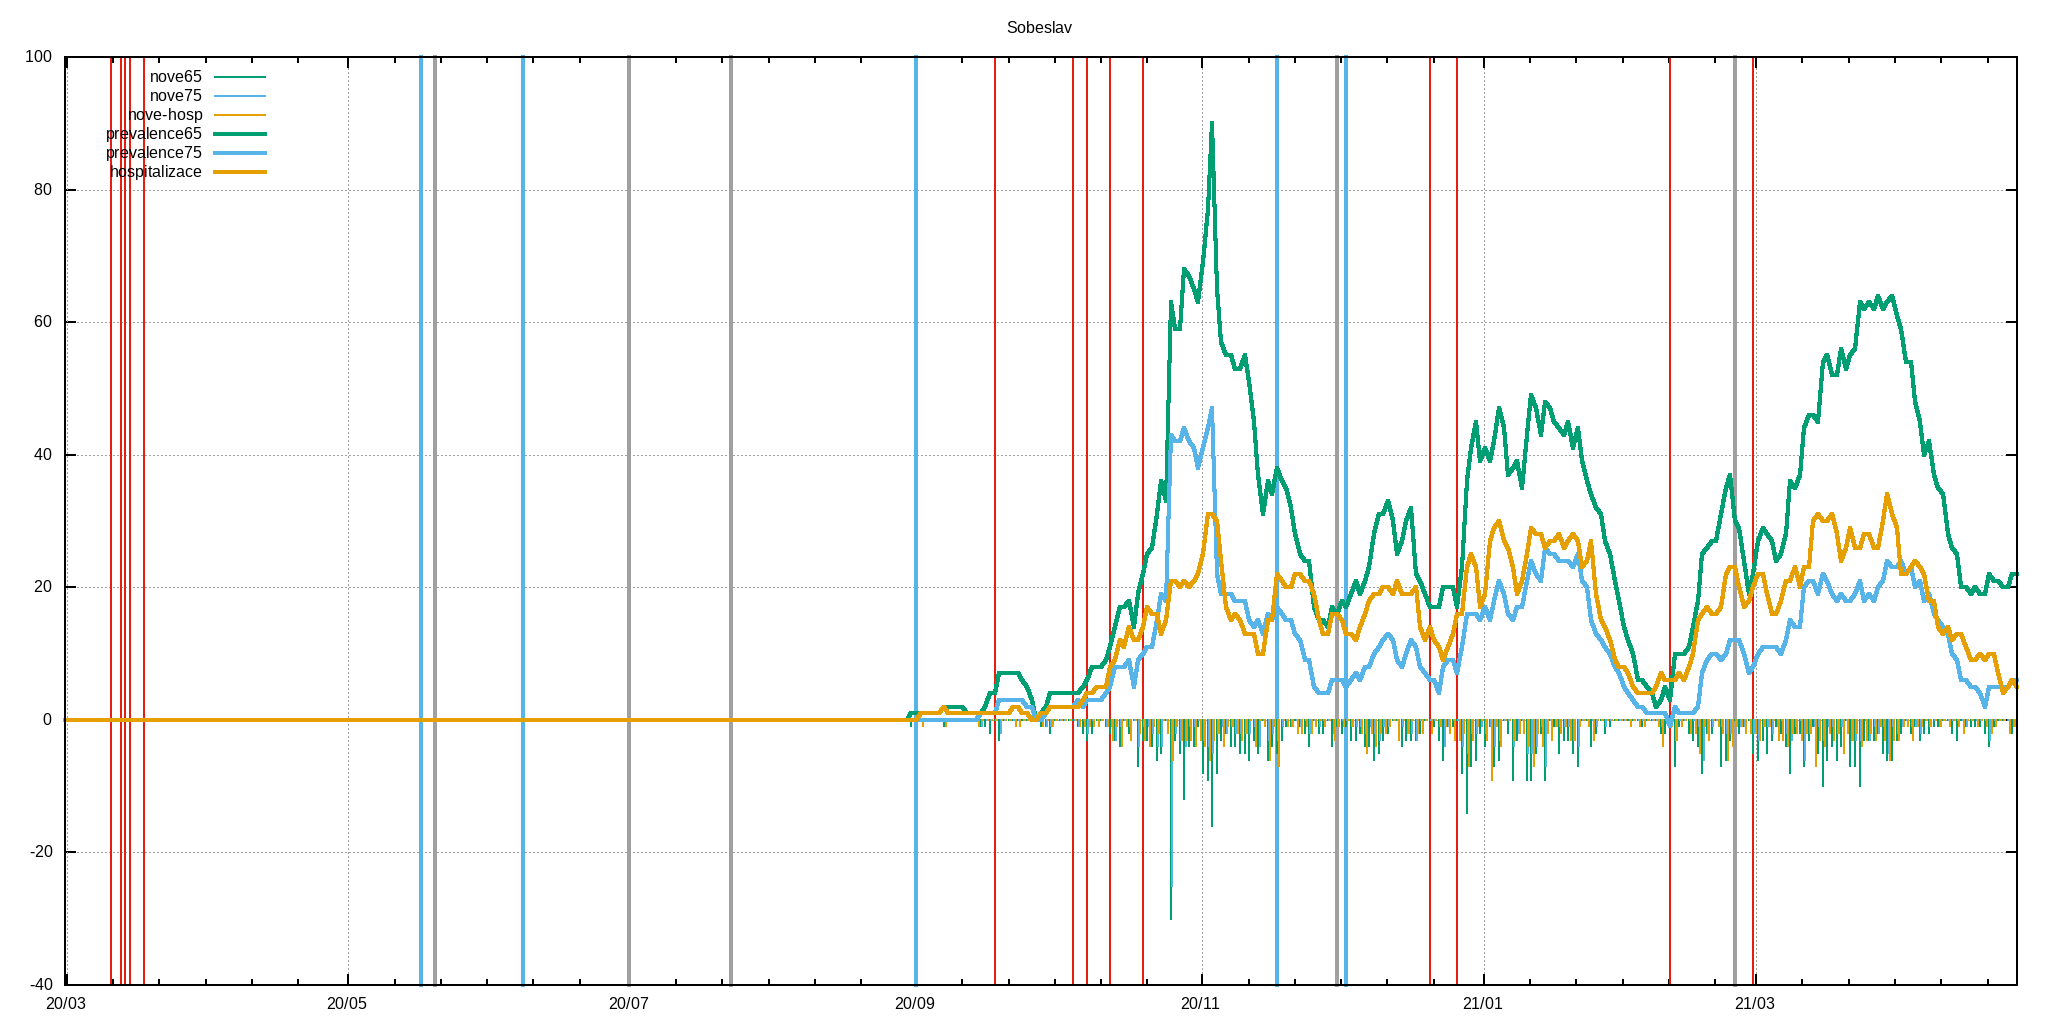 Sobeslav
100
80
60
40
20
0
-20
-40
nove65
nove75
nove-hosp
prevalence65
prevalence75
hospitalizace
20/03 20/05 20/07 20/09 20/11 21/01 21/03